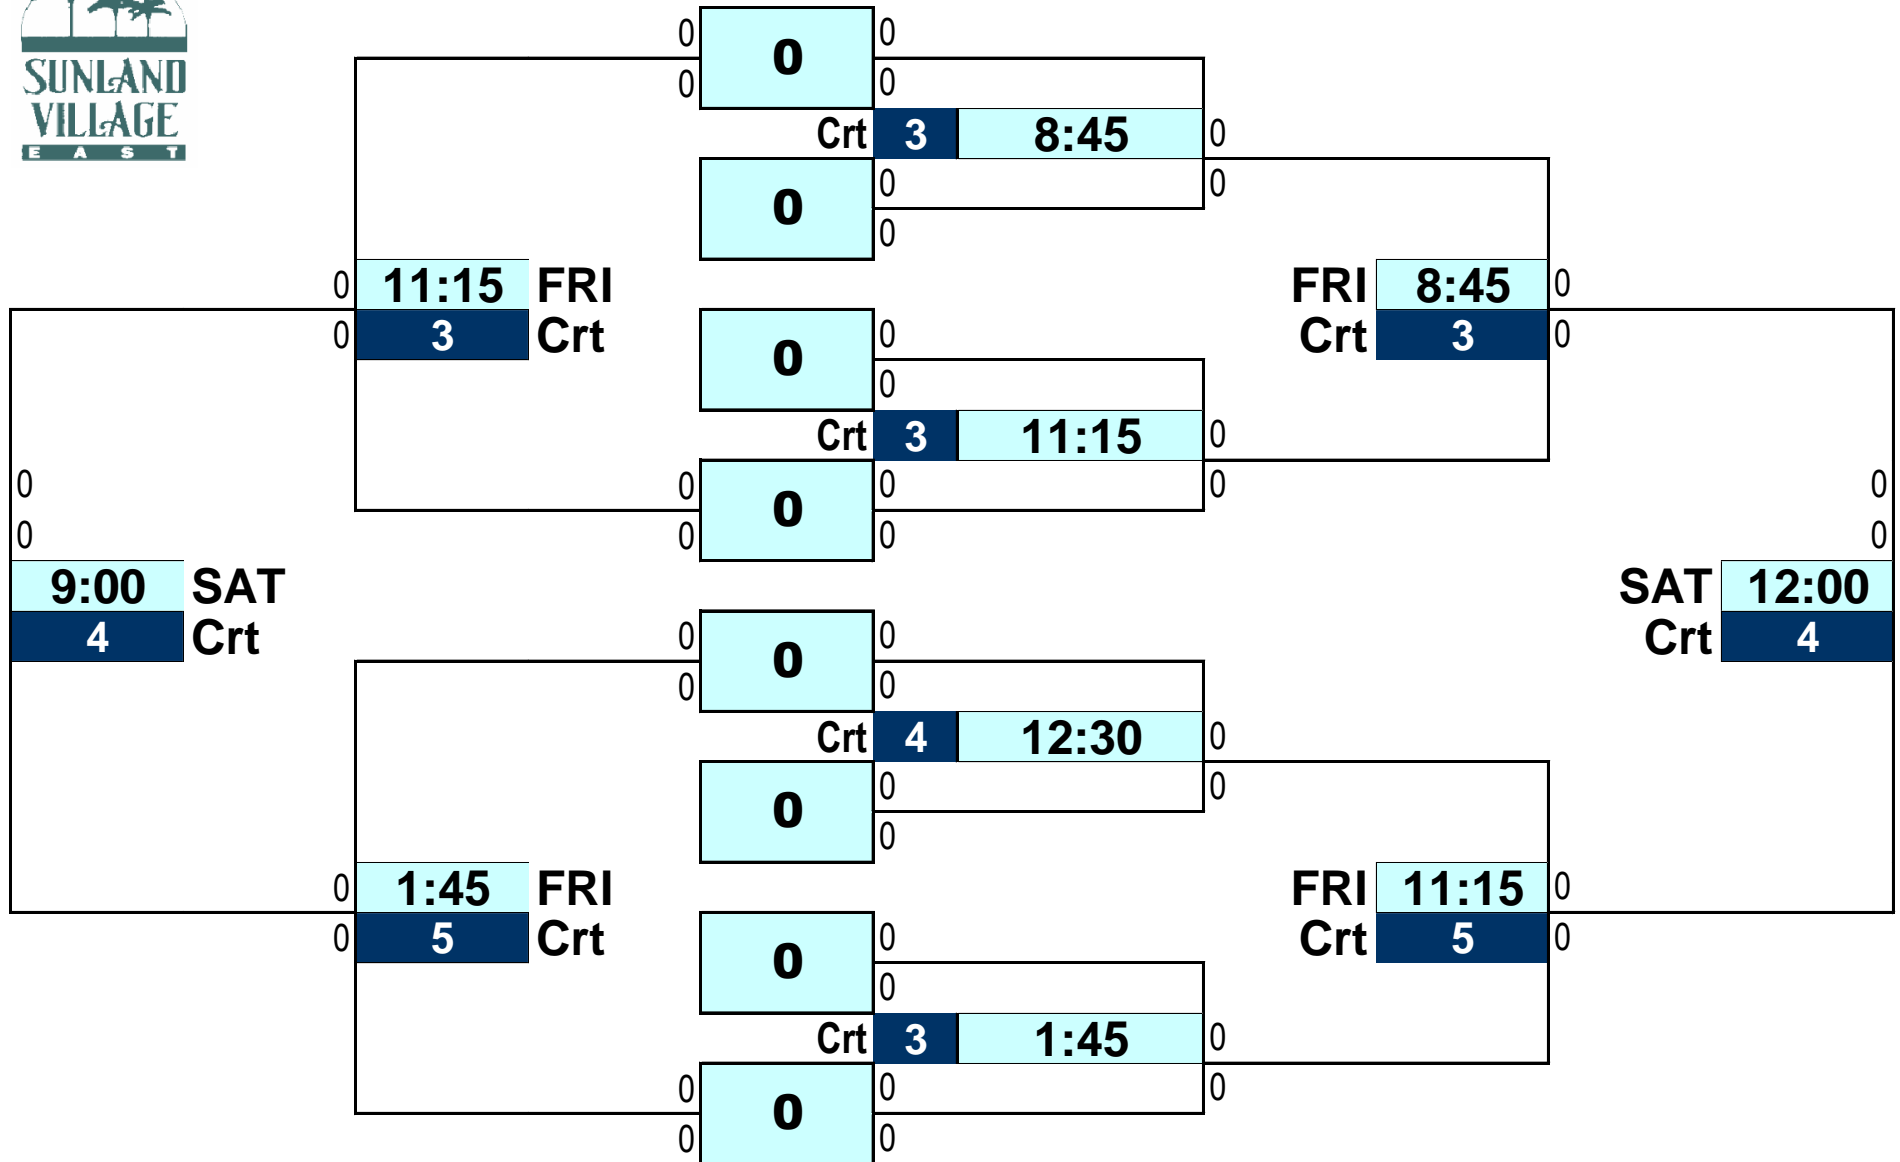 SUNLAND
VILLAGE
EAST
0 0 0
0 0
Crt 3 8:45 0
0 0 0
0
0 11:15 FRI FRI 8:45 0
0 3 Crt Crt 3 0
0 0
0
Crt 3 11:15 0
0 0 0 0 0 0
0 0 0 0
9:00 SAT SAT 12:00
4 Crt Crt 4
0 0 0
0 0
Crt 4 12:30 0
0 0 0
0
0 1:45 FRI FRI 11:15 0
0 5 Crt Crt 5 0
0 0
0
Crt 3 1:45 0
0 0 0 0
0 0